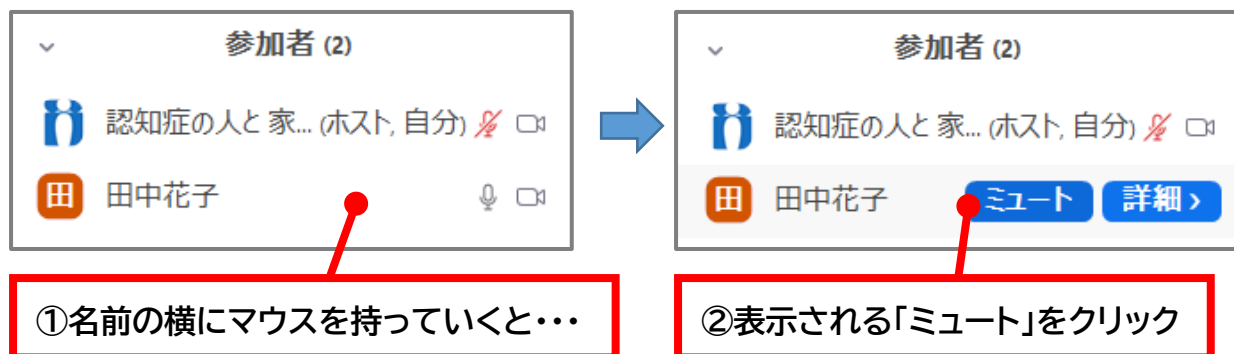 参加者 (2)
認知症の人と家... (ホスト, 自分)
田 田中花子
①名前の横にマウスを持っていくと・・・
参加者 (2)
認知症の人と家... (ホスト, 自分)
田 田中花子 ミュート 詳細 ›
②表示される「ミュート」をクリック